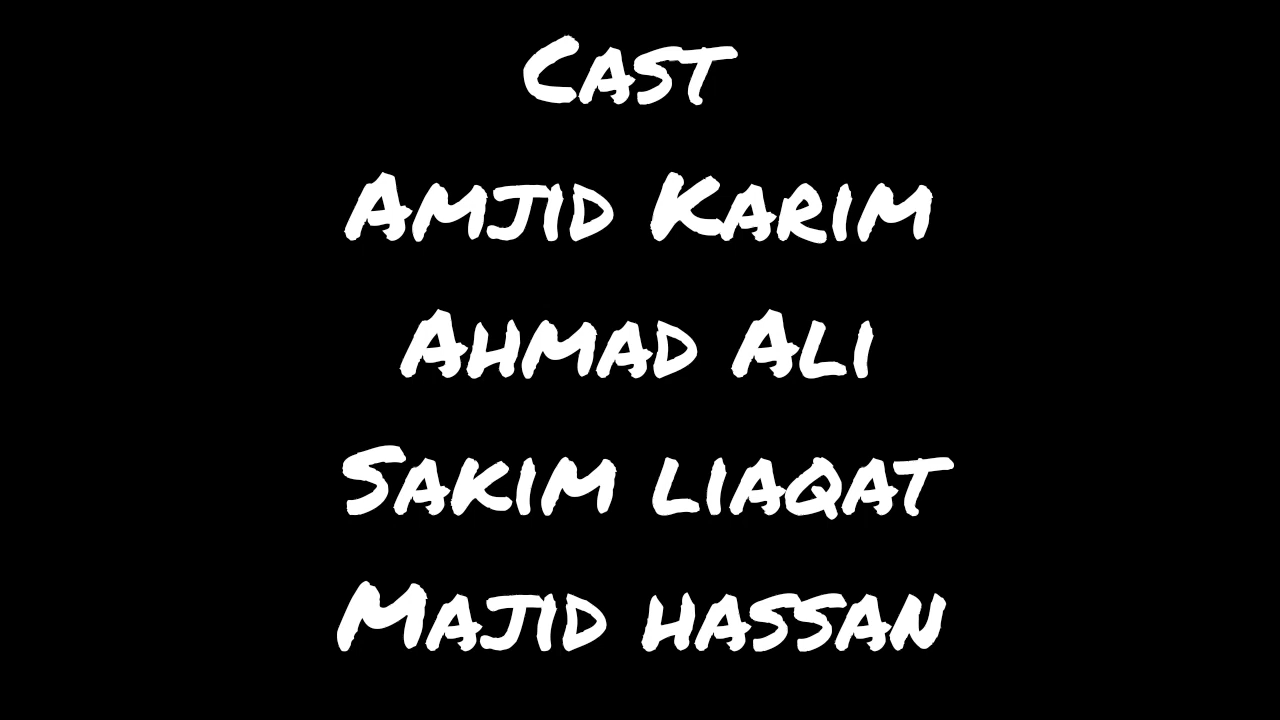 Cast
Amjid Karim
Ahmad Ali
Sakim liaqat
Majid hassan